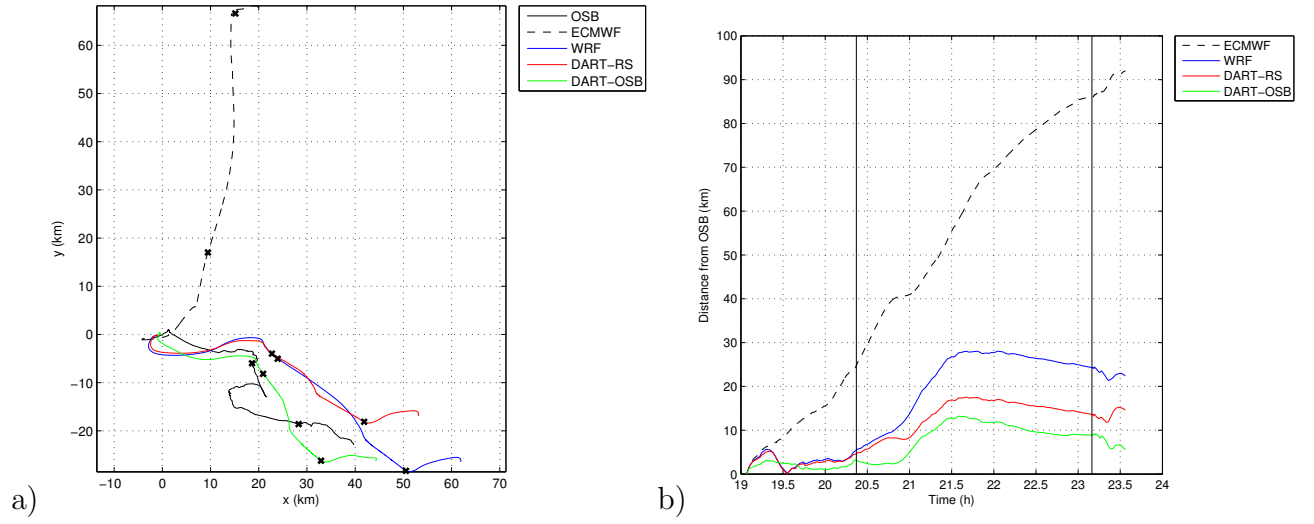 OSB
ECMWF
WRF
DART−RS
DART−OSB
60
50
40
30
20
10
0
−10
−20
y (km)
−10 0 10 20 30 40 50 60 70
x (km)
a)
ECMWF
WRF
DART−RS
DART−OSB
100
90
80
70
60
50
40
30
20
10
0
Distance from OSB (km)
19 19.5 20 20.5 21 21.5 22 22.5 23 23.5 24
Time (h)
b)